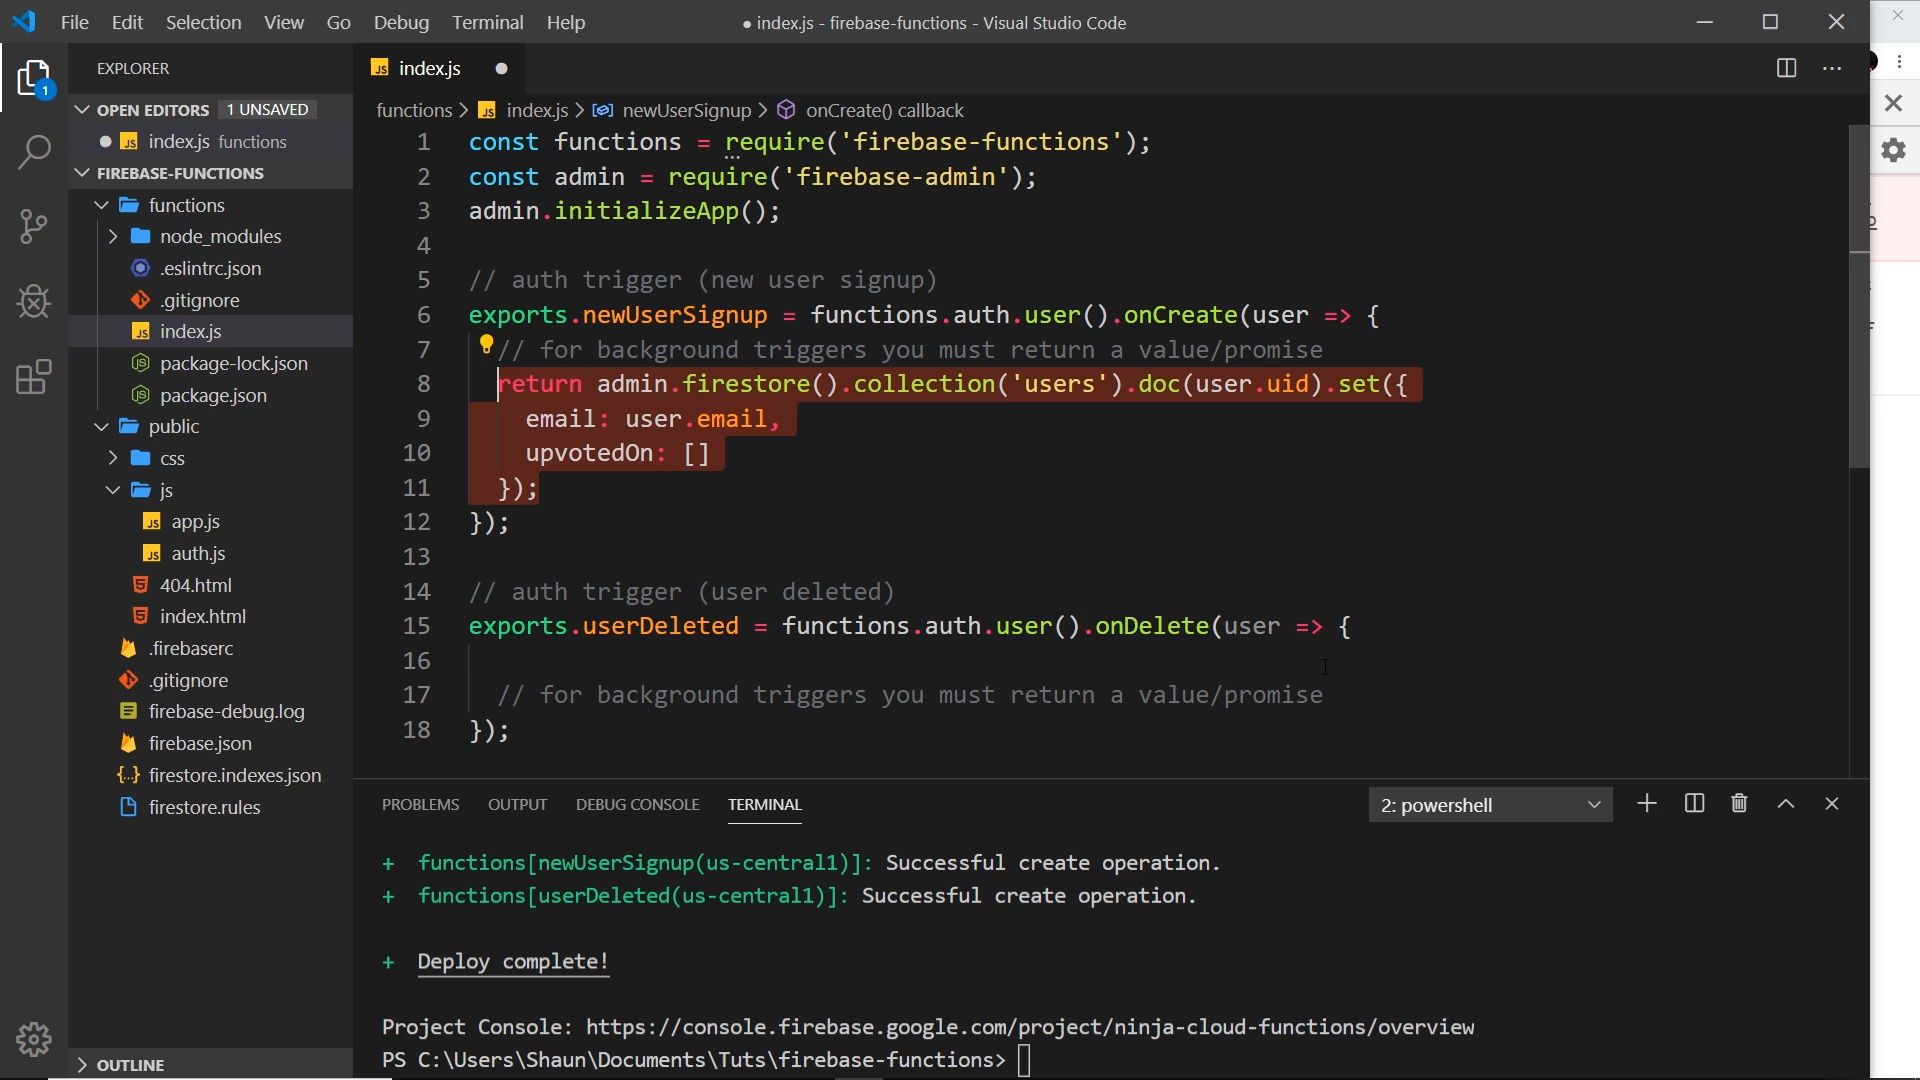 File Edit Selection View Go Debug Terminal Help
● index.js - firebase-functions - Visual Studio Code
EXPLORER
OPEN EDITORS 1 UNSAVED
JS index.js functions
FIREBASE-FUNCTIONS
functions
node_modules
.eslintrc.json
.gitignore
JS index.js
package-lock.json
package.json
public
css
js
JS app.js
JS auth.js
404.html
index.html
.firebaserc
.gitignore
firebase-debug.log
firebase.json
firestore.indexes.json
firestore.rules
OUTLINE
1
JS index.js
functions > JS index.js > newUserSignup > onCreate() callback
1 const functions = require('firebase-functions');
2 const admin = require('firebase-admin');
3 admin.initializeApp();
4
5 // auth trigger (new user signup)
6 exports.newUserSignup = functions.auth.user().onCreate(user => {
7 // for background triggers you must return a value/promise
8 return admin.firestore().collection('users').doc(user.uid).set({
9 email: user.email,
10 upvotedOn: []
11 });
12 });
13
14 // auth trigger (user deleted)
15 exports.userDeleted = functions.auth.user().onDelete(user => {
16
17 // for background triggers you must return a value/promise
18 });
PROBLEMS OUTPUT DEBUG CONSOLE TERMINAL 2: powershell
+ functions[newUserSignup(us-central1)]: Successful create operation.
+ functions[userDeleted(us-central1)]: Successful create operation.
+ Deploy complete!
Project Console: https://console.firebase.google.com/project/ninja-cloud-functions/overview
PS C:\Users\Shaun\Documents\Tuts\firebase-functions>